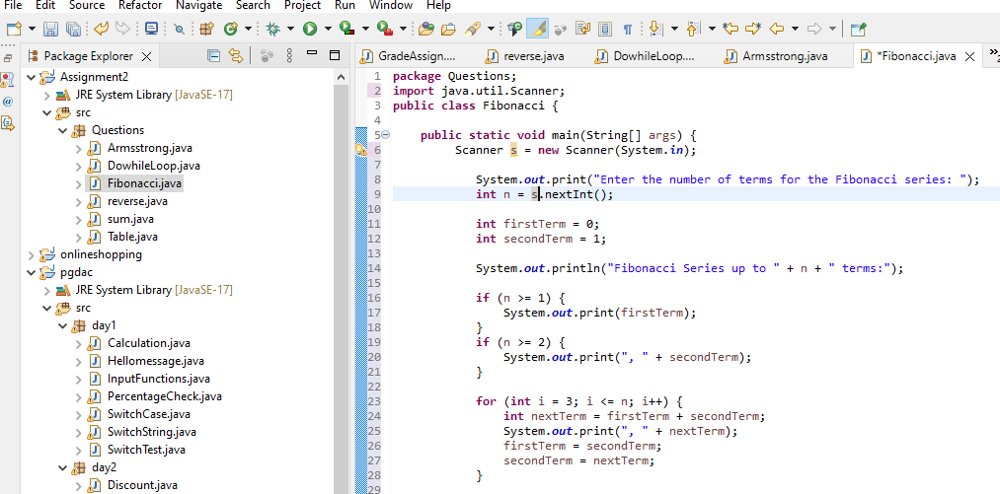 File Edit Source Refactor Navigate Search Project Run Window Help
Package Explorer
GradeAssign.... reverse.java DowhileLoop.... Armsstrong.java *Fibonacci.java
Assignment2
JRE System Library [JavaSE-17]
src
Questions
Armsstrong.java
DowhileLoop.java
Fibonacci.java
reverse.java
sum.java
Table.java
onlineshopping
pgdac
JRE System Library [JavaSE-17]
src
day1
Calculation.java
Hellomessage.java
InputFunctions.java
PercentageCheck.java
SwitchCase.java
SwitchString.java
SwitchTest.java
day2
Discount.java
1 package Questions;
2 import java.util.Scanner;
3 public class Fibonacci {
4
5 public static void main(String[] args) {
6 Scanner s = new Scanner(System.in);
7
8 System.out.print("Enter the number of terms for the Fibonacci series: ");
9 int n = s.nextInt();
10
11 int firstTerm = 0;
12 int secondTerm = 1;
13
14 System.out.println("Fibonacci Series up to " + n + " terms:");
15
16 if (n >= 1) {
17 System.out.print(firstTerm);
18 }
19 if (n >= 2) {
20 System.out.print(", " + secondTerm);
21 }
22
23 for (int i = 3; i <= n; i++) {
24 int nextTerm = firstTerm + secondTerm;
25 System.out.print(", " + nextTerm);
26 firstTerm = secondTerm;
27 secondTerm = nextTerm;
28 }
29